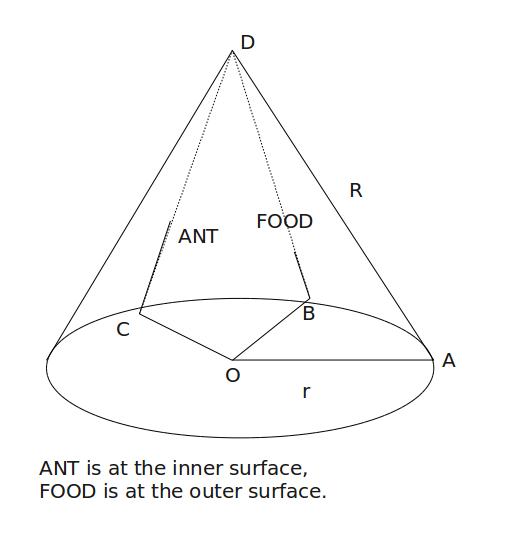 D
R
FOOD
ANT
B
C
A
O
r
ANT is at the inner surface,
FOOD is at the outer surface.